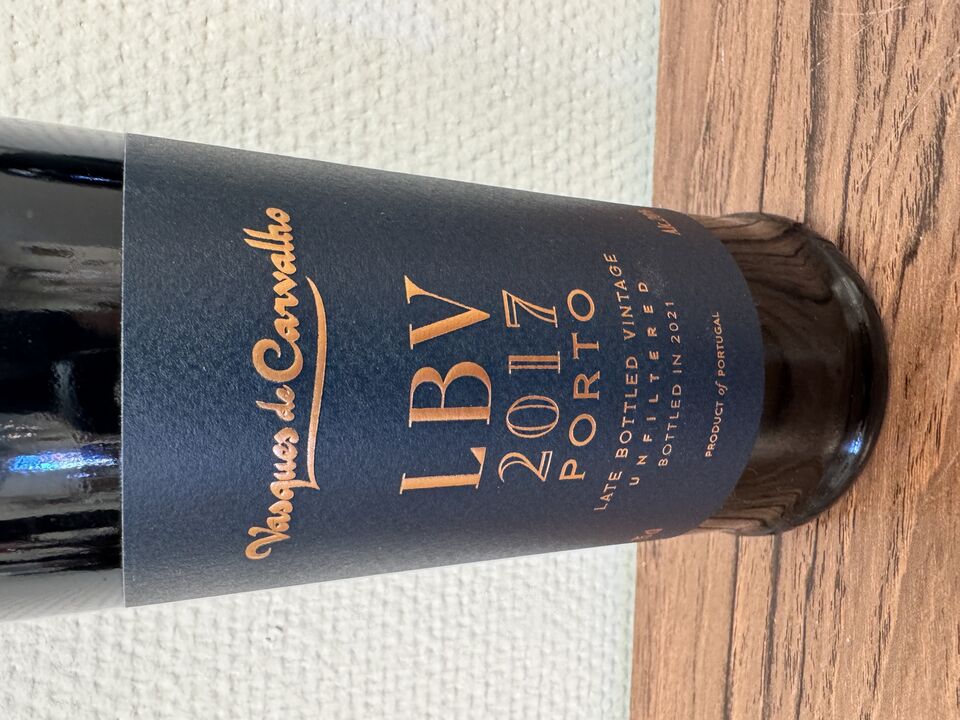 Vasques de Carvalho
LBV
2017
PORTO
LATE BOTTLED VINTAGE
UNFILTERED
BOTTLED IN 2021
PRODUCT of PORTUGAL